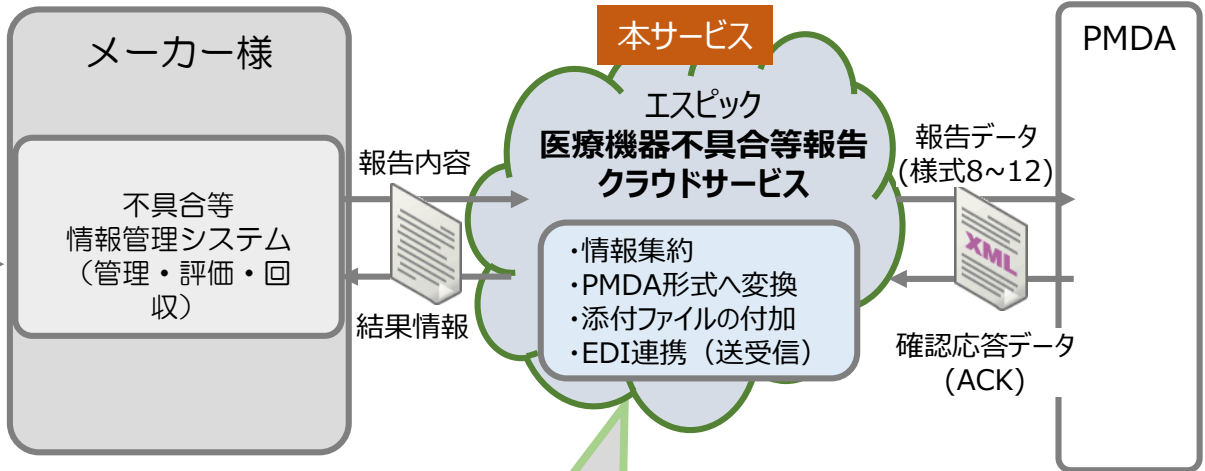 メーカー様
不具合等
情報管理システム
（管理・評価・回
収）
報告内容
結果情報
本サービス
エスピック
医療機器不具合等報告
クラウドサービス
・情報集約
・PMDA形式へ変換
・添付ファイルの付加
・EDI連携（送受信）
報告データ
(様式8~12)
XML
確認応答データ
(ACK)
PMDA